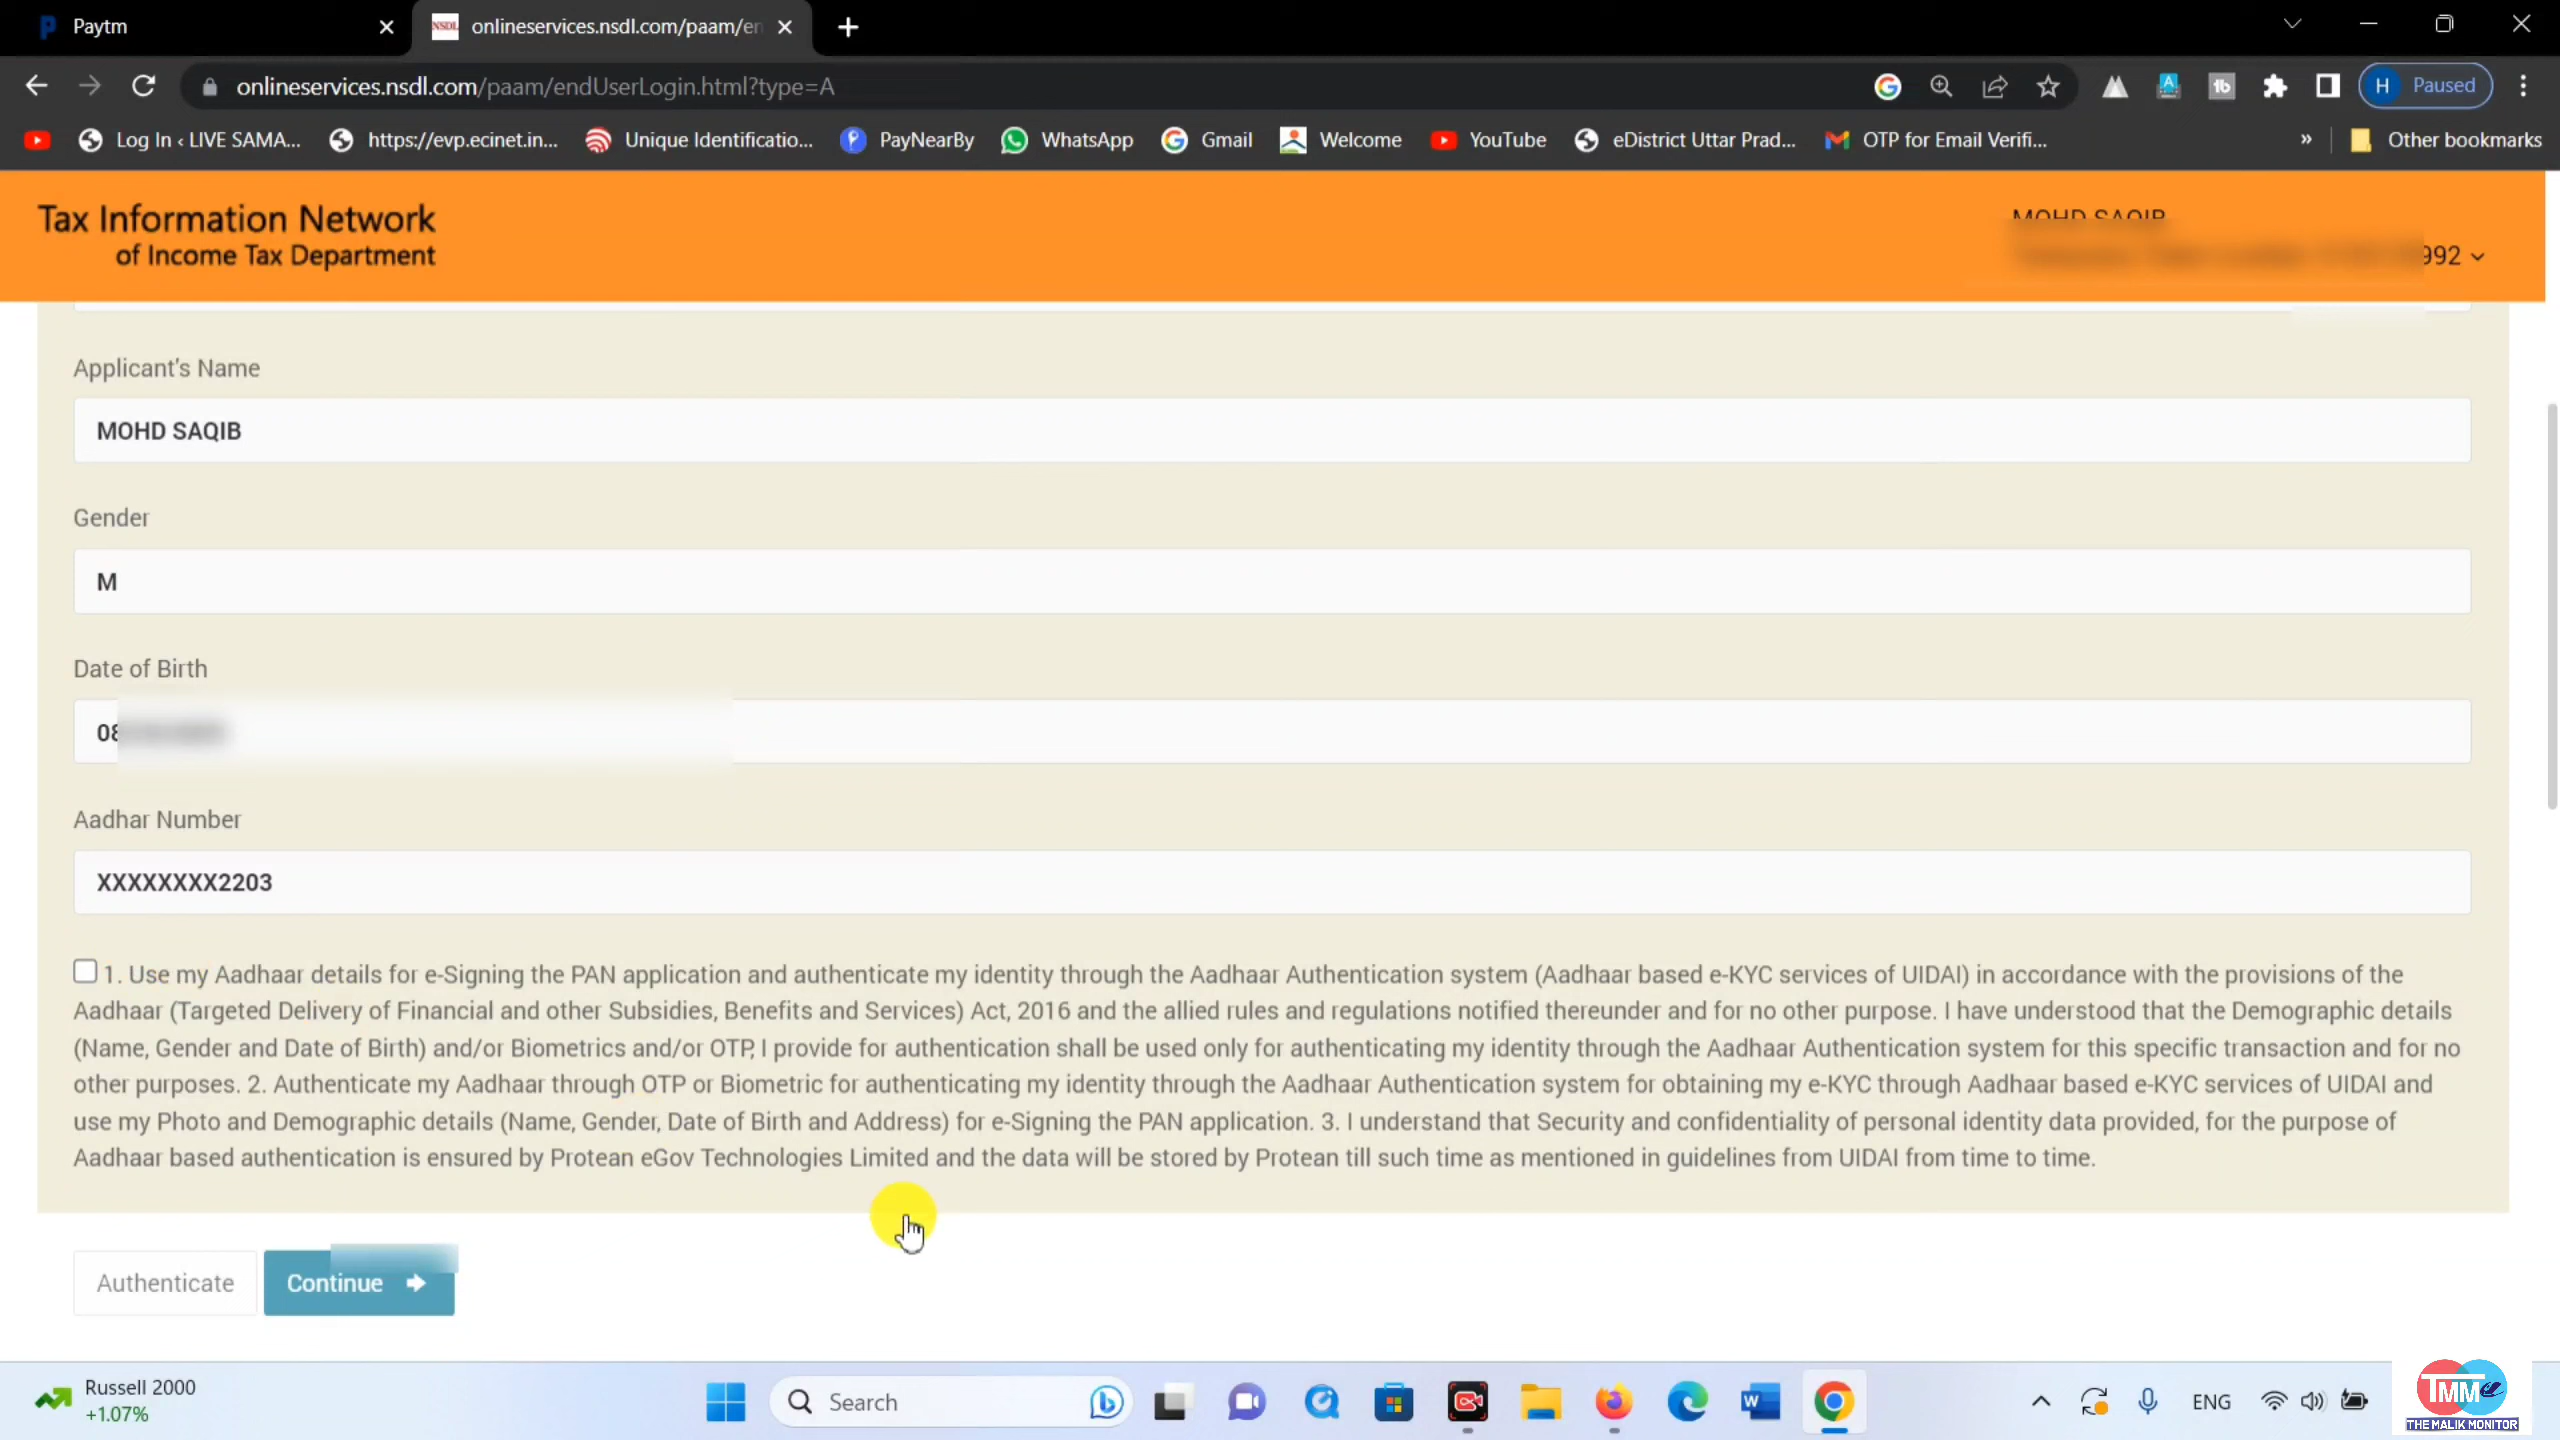 Paytm
onlineservices.nsdl.com/paam/en
onlineservices.nsdl.com/paam/endUserLogin.html?type=A
H Paused
Log In ‹ LIVE SAMA...
https://evp.ecinet.in...
Unique Identificatio...
PayNearBy
WhatsApp
Gmail
Welcome
YouTube
eDistrict Uttar Prad...
OTP for Email Verifi...
» Other bookmarks
Tax Information Network
of Income Tax Department
MOHD SAQIB
992
Applicant's Name
MOHD SAQIB
Gender
M
Date of Birth
08
Aadhar Number
XXXXXXXX2203
1. Use my Aadhaar details for e-Signing the PAN application and authenticate my identity through the Aadhaar Authentication system (Aadhaar based e-KYC services of UIDAI) in accordance with the provisions of the
Aadhaar (Targeted Delivery of Financial and other Subsidies, Benefits and Services) Act, 2016 and the allied rules and regulations notified thereunder and for no other purpose. I have understood that the Demographic details
(Name, Gender and Date of Birth) and/or Biometrics and/or OTP, I provide for authentication shall be used only for authenticating my identity through the Aadhaar Authentication system for this specific transaction and for no
other purposes. 2. Authenticate my Aadhaar through OTP or Biometric for authenticating my identity through the Aadhaar Authentication system for obtaining my e-KYC through Aadhaar based e-KYC services of UIDAI and
use my Photo and Demographic details (Name, Gender, Date of Birth and Address) for e-Signing the PAN application. 3. I understand that Security and confidentiality of personal identity data provided, for the purpose of
Aadhaar based authentication is ensured by Protean eGov Technologies Limited and the data will be stored by Protean till such time as mentioned in guidelines from UIDAI from time to time.
Authenticate
Continue
Russell 2000
+1.07%
Search
ENG
TMM
THE MALIK MONITOR